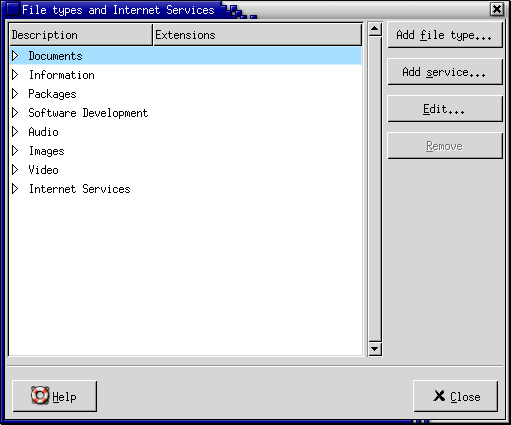 File types and Internet Services
Description Extensions
Documents
Information
Packages
Software Development
Audio
Images
Video
Internet Services
Add file type...
Add service...
Edit...
Remove
Help
Close